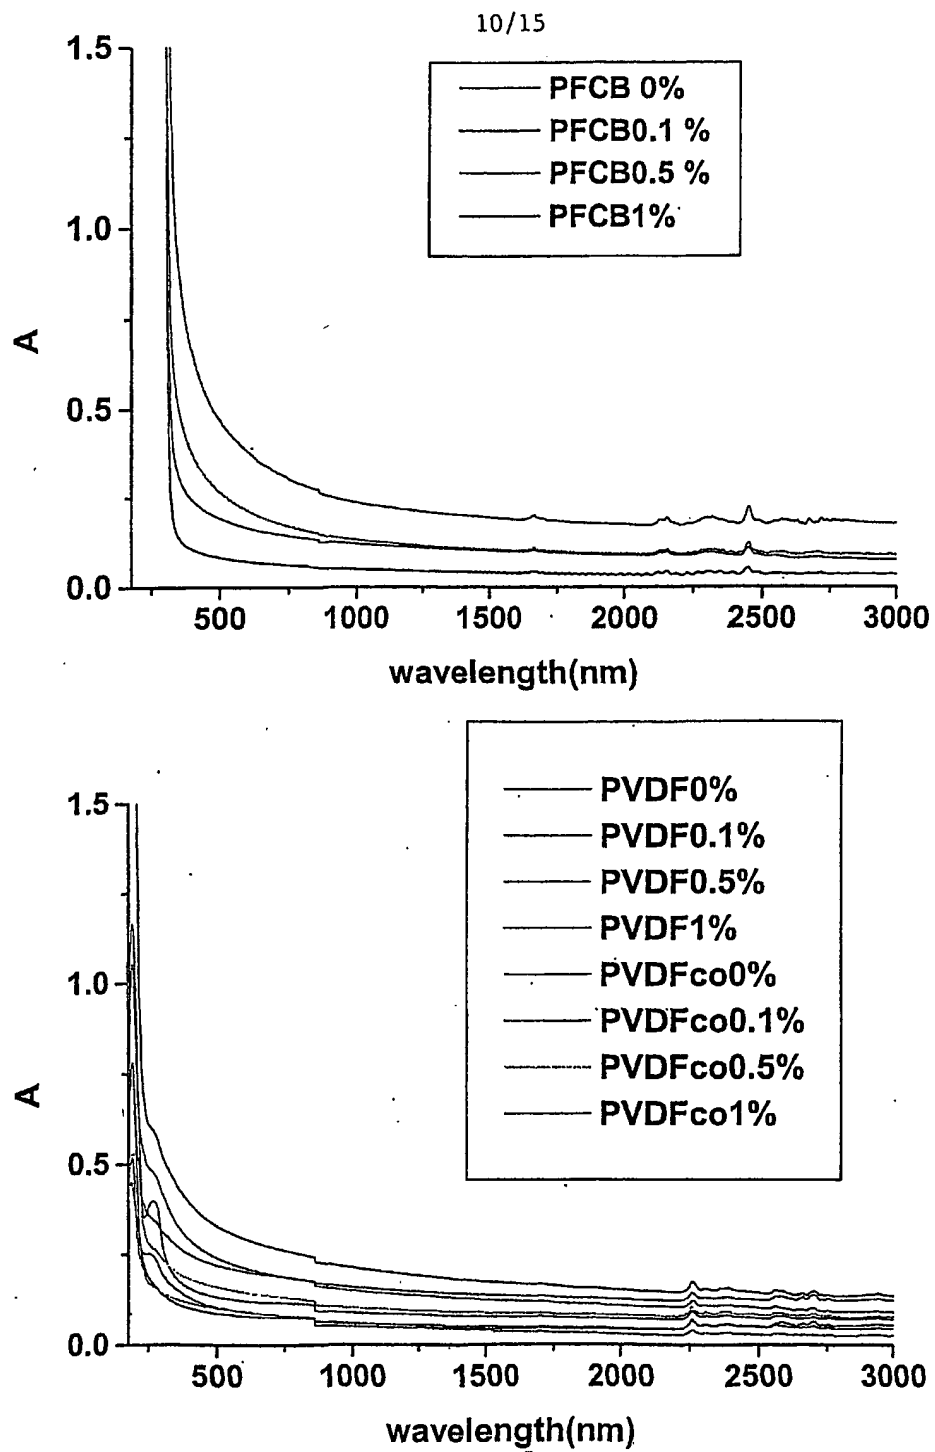 10/15
1.5
1.0
0.5
0.0
A
PFCB 0%
PFCB0.1 %
PFCB0.5 %
PFCB1%
500 1000 1500 2000 2500 3000
wavelength(nm)
1.5
1.0
0.5
0.0
A
PVDF0%
PVDF0.1%
PVDF0.5%
PVDF1%
PVDFco0%
PVDFco0.1%
PVDFco0.5%
PVDFco1%
500 1000 1500 2000 2500 3000
wavelength(nm)